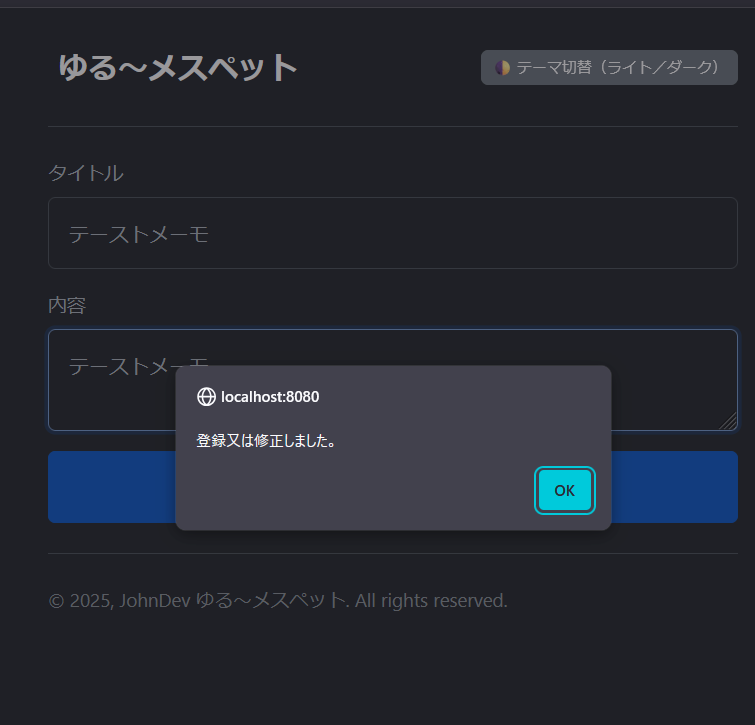 ゆる〜メスペット
テーマ切替（ライト／ダーク）
タイトル
テーストメーモ
内容
テーストメーモ
localhost:8080
登録又は修正しました。
OK
© 2025, JohnDev ゆる〜メスペット. All rights reserved.